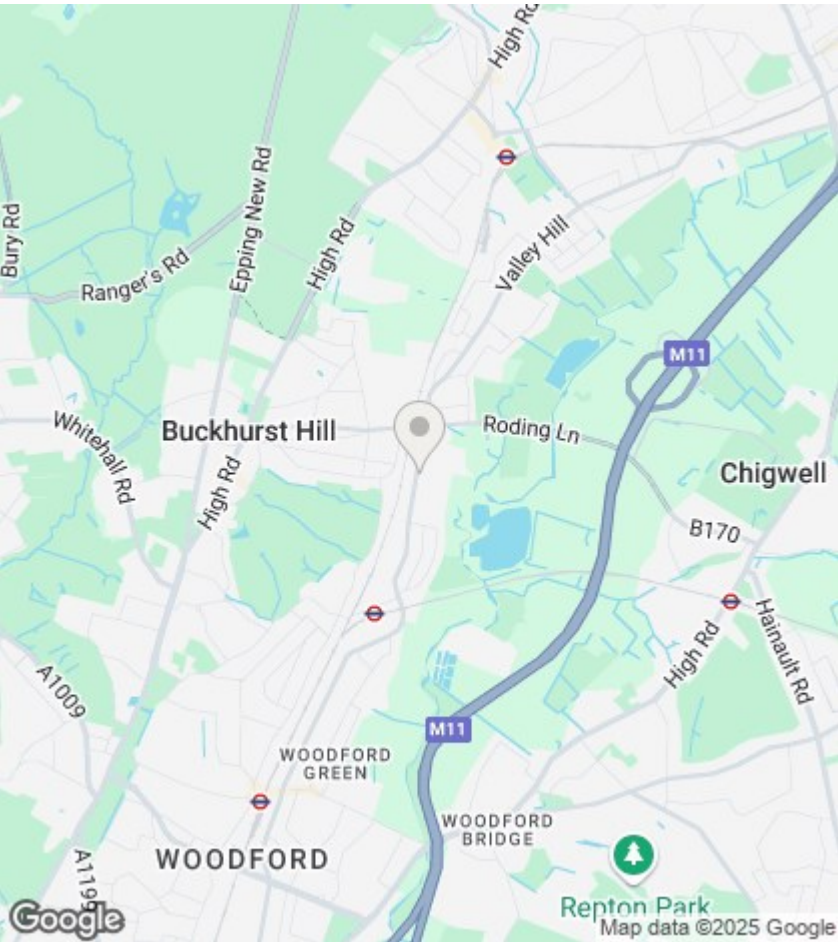 High Rd
Bury Rd
Epping New Rd
Ranger's Rd
High Rd
Valley Hill
M11
Whitehall Rd
Buckhurst Hill
High Rd
Roding Ln
Chigwell
B170
Hainault Rd
High Rd
A1009
M11
WOODFORD
GREEN
WOODFORD
BRIDGE
WOODFORD
A1199
Repton Park
Google
Map data ©2025 Google